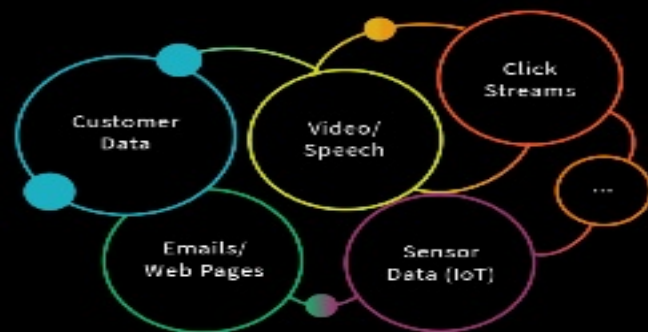 Click
Streams
Customer
Data
Video/
Speech
...
Emails/
Web Pages
Sensor
Data (IoT)